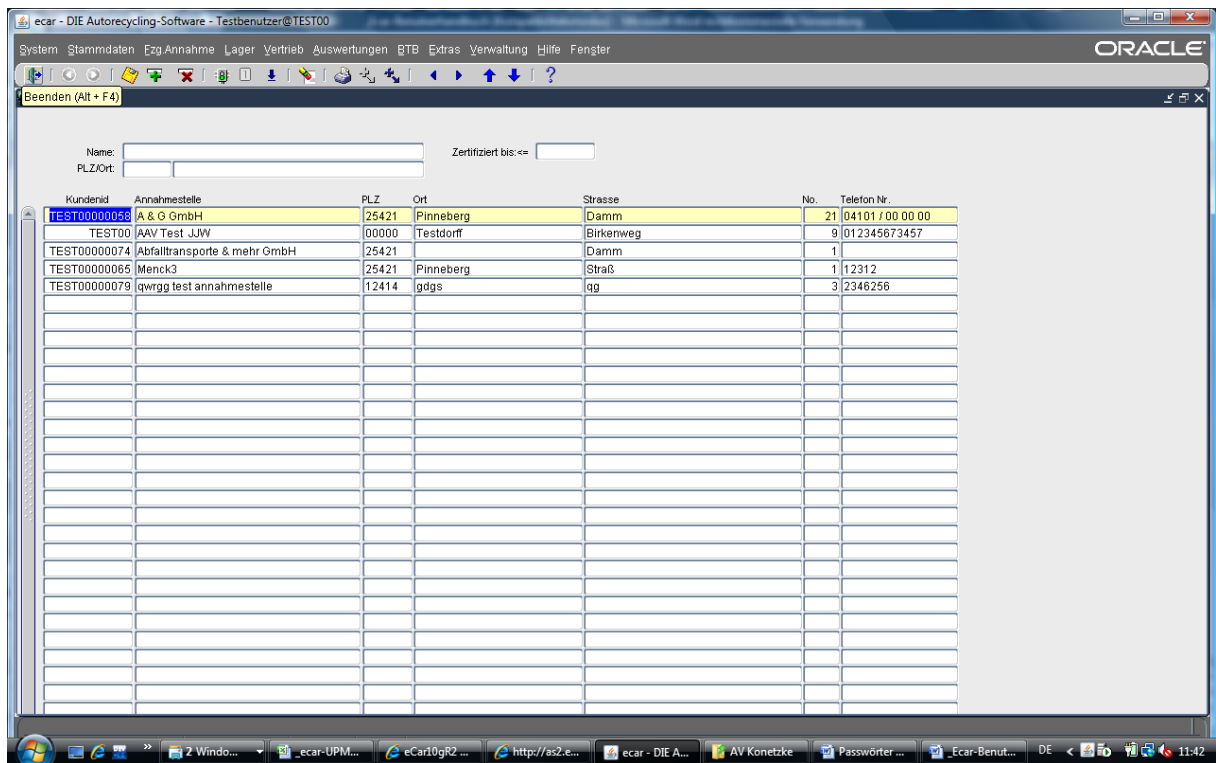 ecar - DIE Autorecycling-Software - Testbenutzer@TEST00
System Stammdaten Fzg.Annahme Lager Vertrieb Auswertungen BTB Extras Verwaltung Hilfe Fenster
ORACLE
Beenden (Alt + F4)
Name: Zertifiziert bis:<=
PLZ/Ort:
Kundenid Annahmestelle PLZ Ort Strasse No. Telefon Nr.
TEST00000058 A & G GmbH 25421 Pinneberg Damm 21 04101 / 00 00 00
TEST00 AAV Test JJW 00000 Testdorff Birkenweg 9 012345673457
TEST00000074 Abfalltransporte & mehr GmbH 25421 Damm 1
TEST00000065 Menck3 25421 Pinneberg Straß 1 12312
TEST00000079 qwrgg test annahmestelle 12414 gdgs qg 3 2346256
2 Windo... _ecar-UPM... eCar10gR2 ... http://as2.e... ecar - DIE A... AV Konetzke Passwörter ... _Ecar-Benut... DE 11:42